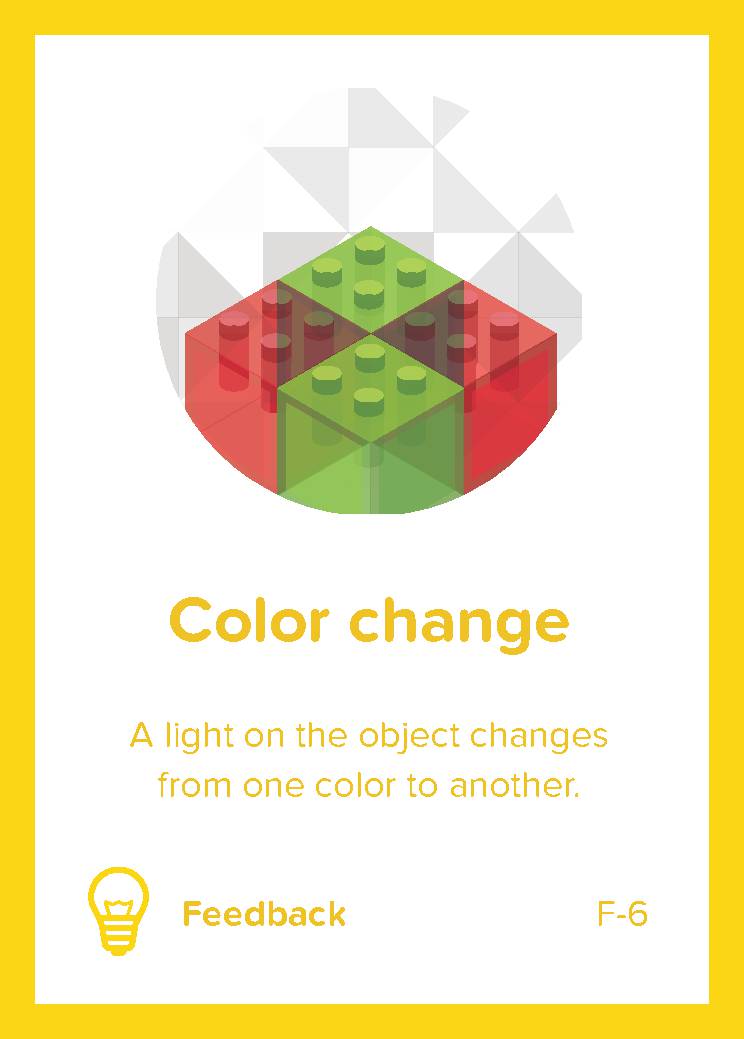 Color change
A light on the object changes
from one color to another.
Feedback
F-6